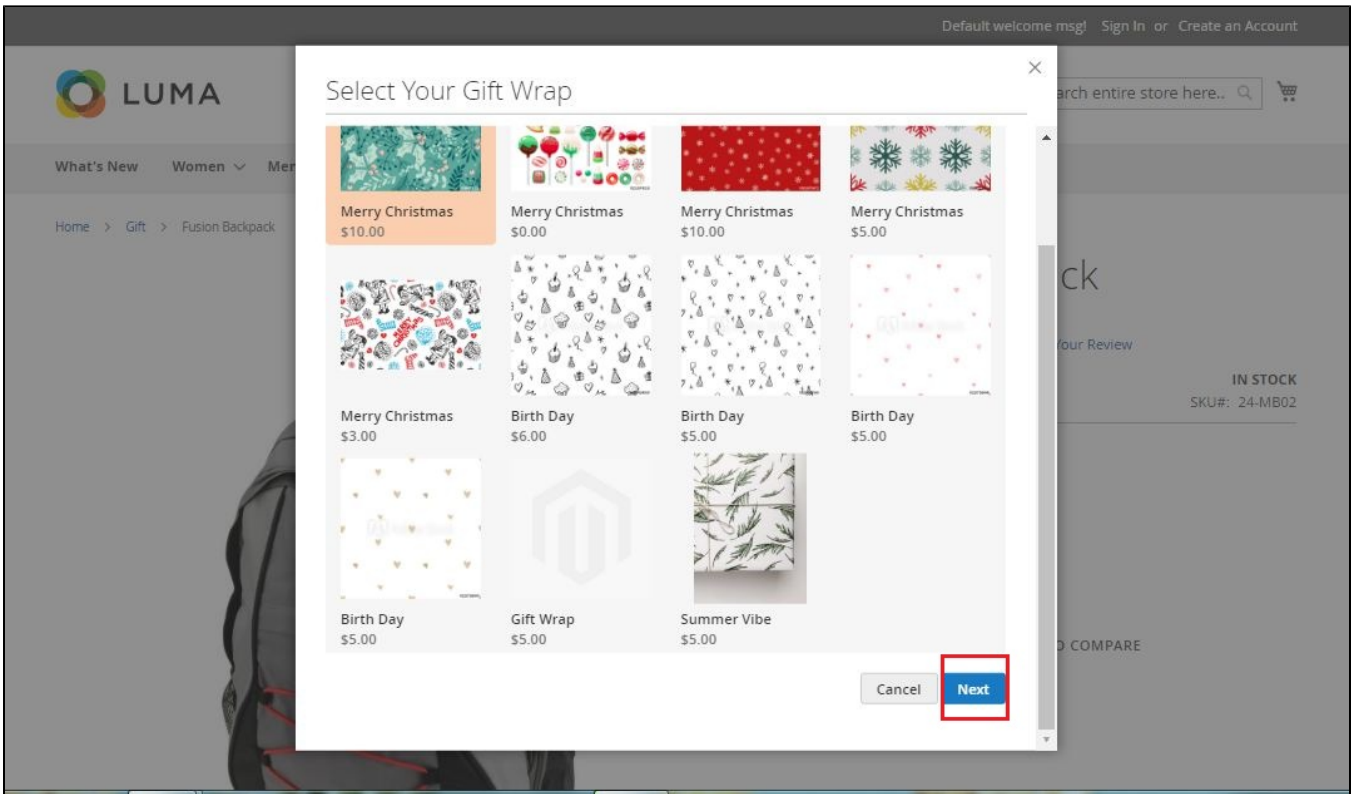 Default welcome msg! Sign In or Create an Account
LUMA
Select Your Gift Wrap
arch entire store here..
What's New Women Mer
Home > Gift > Fusion Backpack
Merry Christmas
$10.00
Merry Christmas
$0.00
Merry Christmas
$10.00
Merry Christmas
$5.00
ck
Your Review
IN STOCK
SKU#: 24-MB02
MERRY CHRISTMAS
Merry Christmas
$3.00
Birth Day
$6.00
Birth Day
$5.00
Birth Day
$5.00
Birth Day
$5.00
Gift Wrap
$5.00
Summer Vibe
$5.00
O COMPARE
Cancel
Next